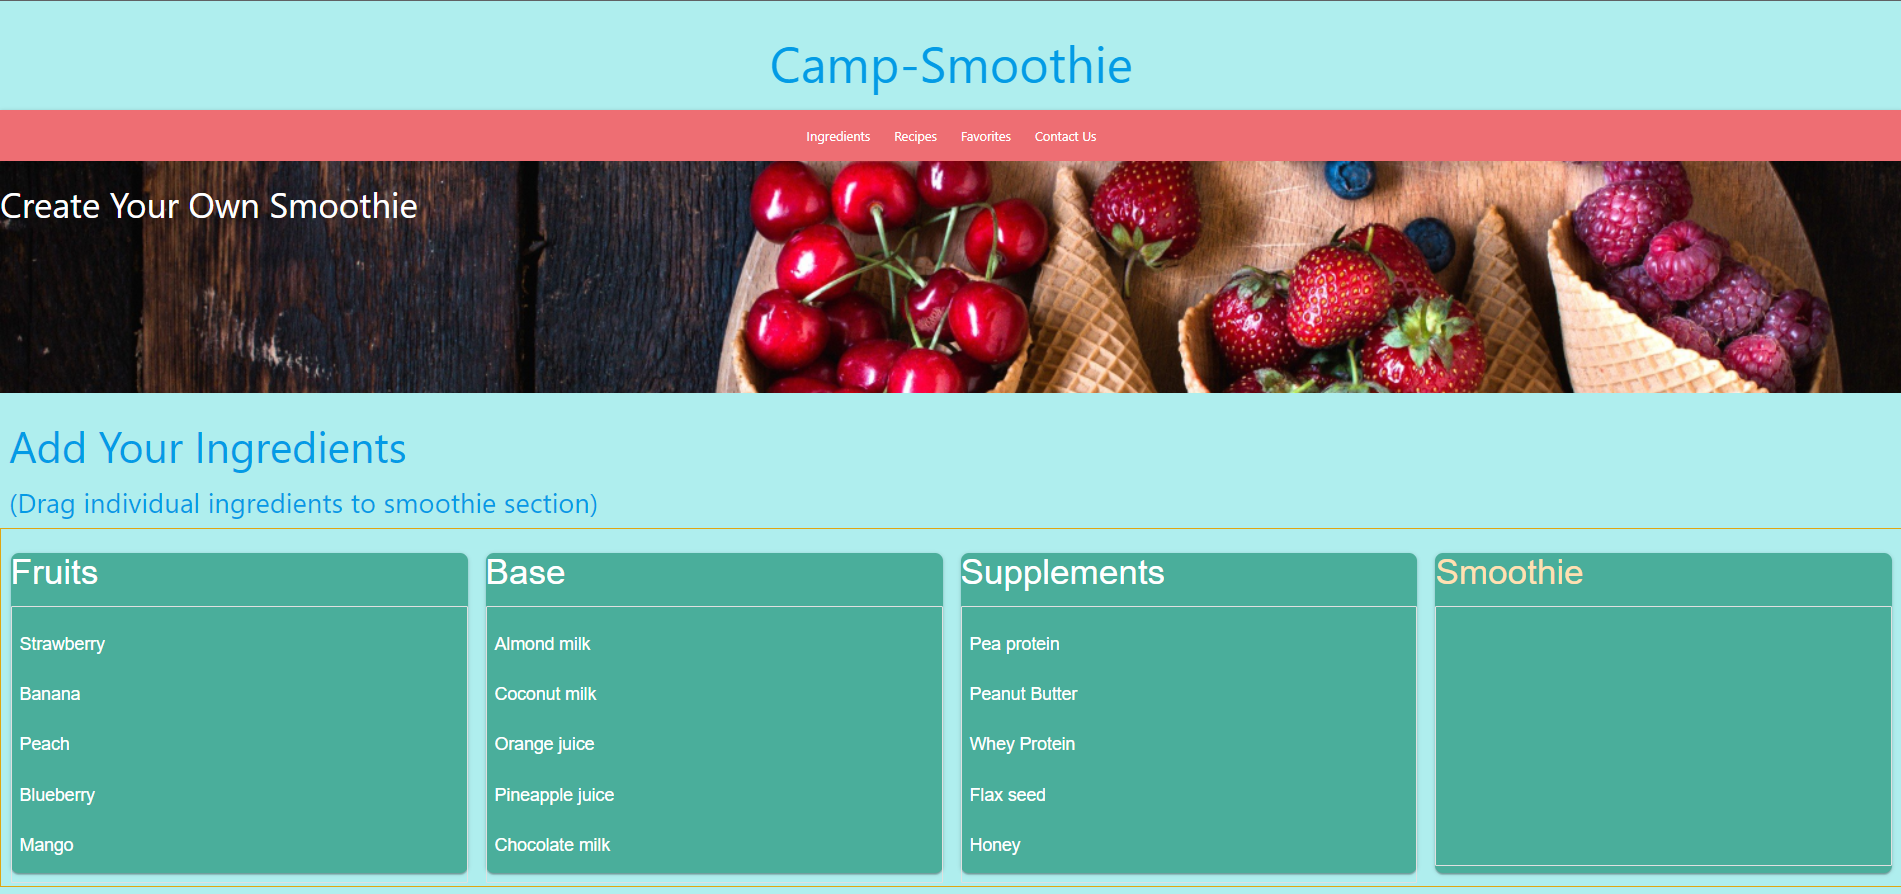 Camp-Smoothie
Ingredients Recipes Favorites Contact Us
Create Your Own Smoothie
Add Your Ingredients
(Drag individual ingredients to smoothie section)
Fruits
Strawberry
Banana
Peach
Blueberry
Mango
Base
Almond milk
Coconut milk
Orange juice
Pineapple juice
Chocolate milk
Supplements
Pea protein
Peanut Butter
Whey Protein
Flax seed
Honey
Smoothie